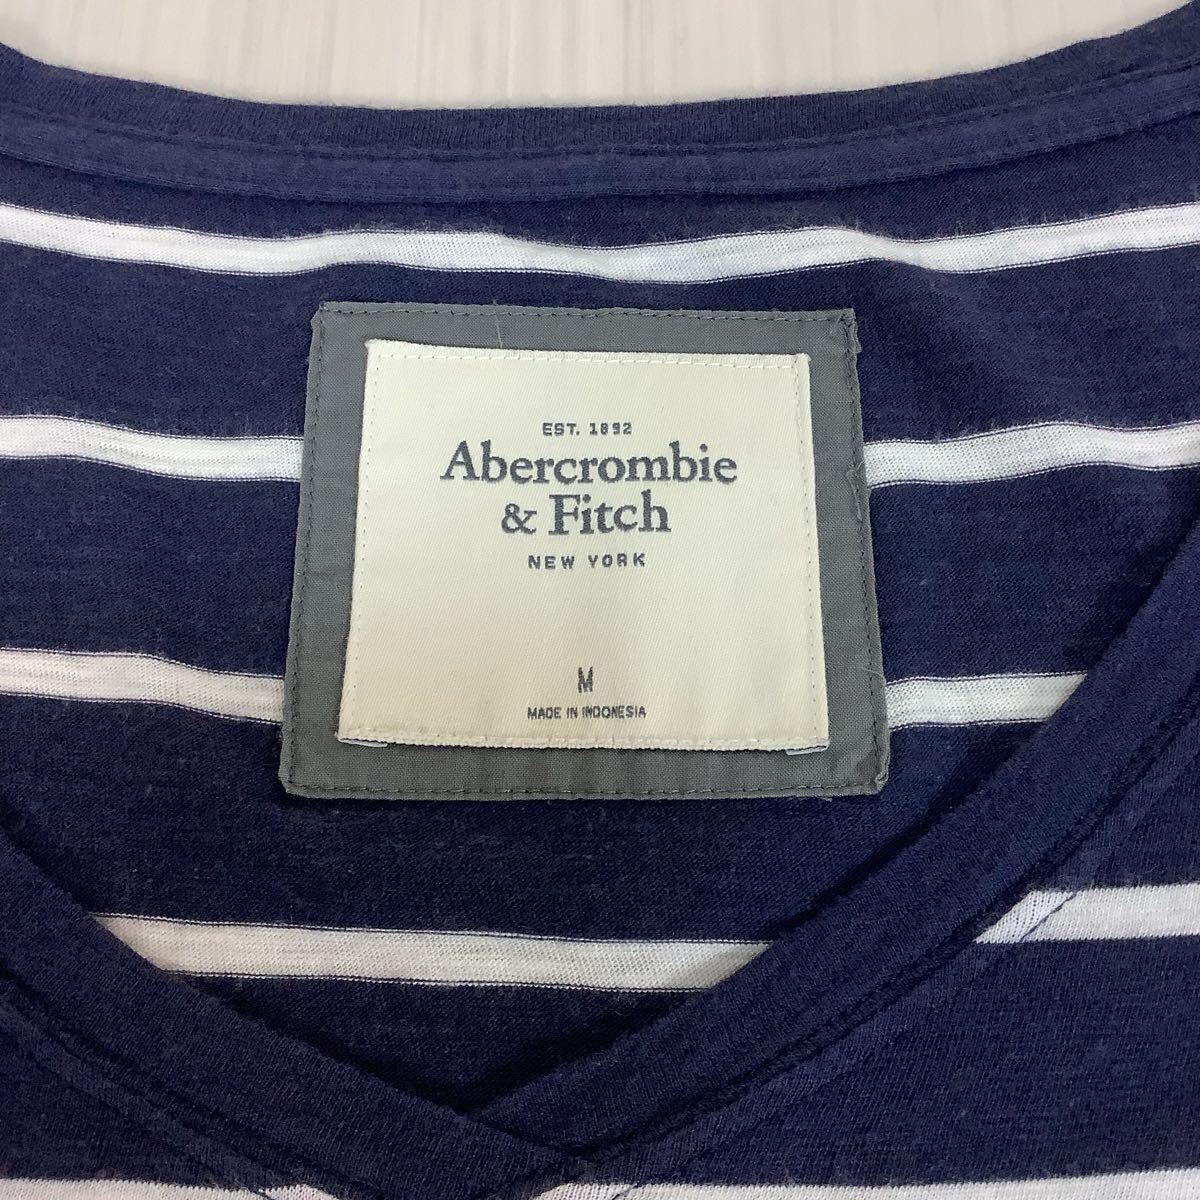 EST. 1892
Abercrombie
& Fitch
NEW YORK
M
MADE IN INDONESIA